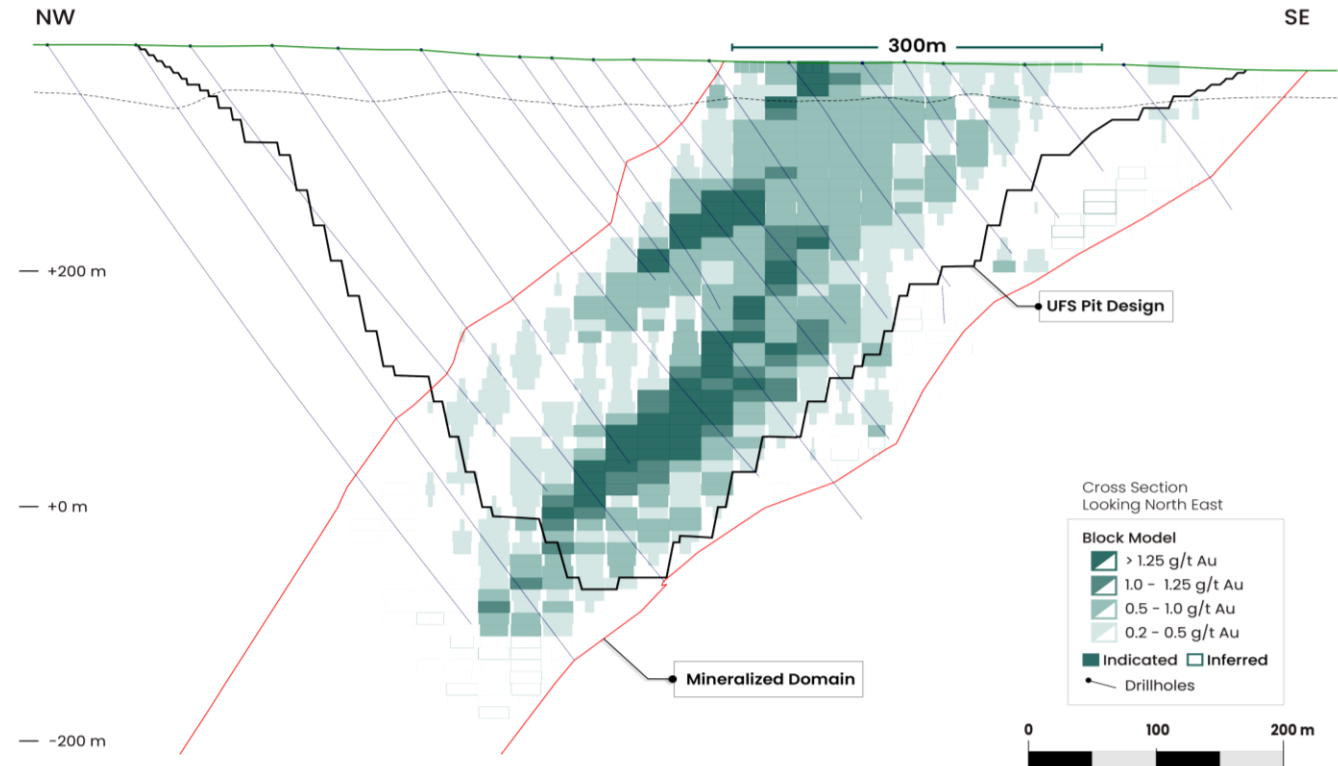 NW
SE
300m
+200 m
UFS Pit Design
+0 m
Cross Section
Looking North East
Block Model
> 1.25 g/t Au
1.0 - 1.25 g/t Au
0.5 - 1.0 g/t Au
0.2 - 0.5 g/t Au
Indicated
Inferred
Drillholes
Mineralized Domain
-200 m
0
100
200 m